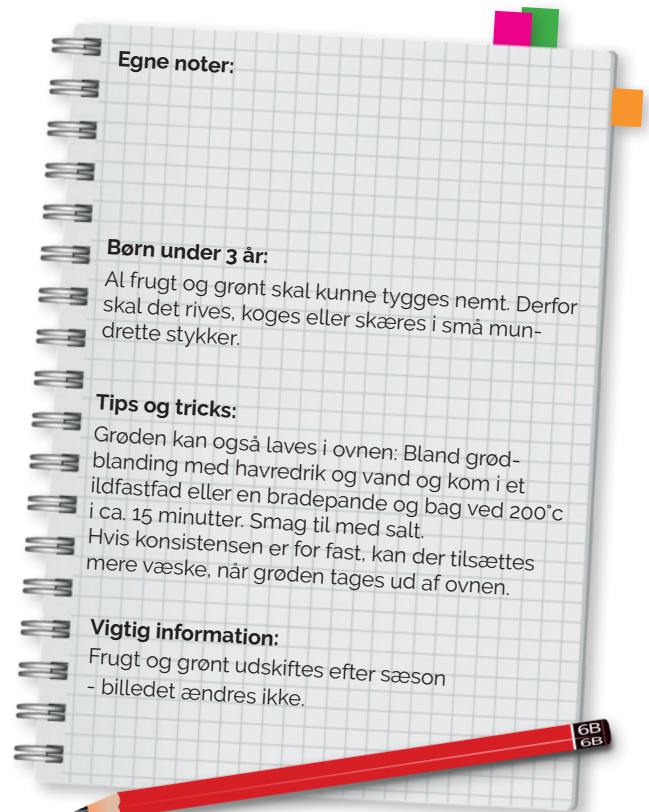 Egne noter:
Børn under 3 år:
Al frugt og grønt skal kunne tygges nemt. Derfor
skal det rives, koges eller skæres i små mun-
drette stykker.
Tips og tricks:
Grøden kan også laves i ovnen: Bland grød-
blanding med havredrik og vand og kom i et
ildfastfad eller en bradepande og bag ved 200°c
i ca. 15 minutter. Smag til med salt.
Hvis konsistensen er for fast, kan der tilsættes
mere væske, når grøden tages ud af ovnen.
Vigtig information:
Frugt og grønt udskiftes efter sæson
- billedet ændres ikke.
6B
6B